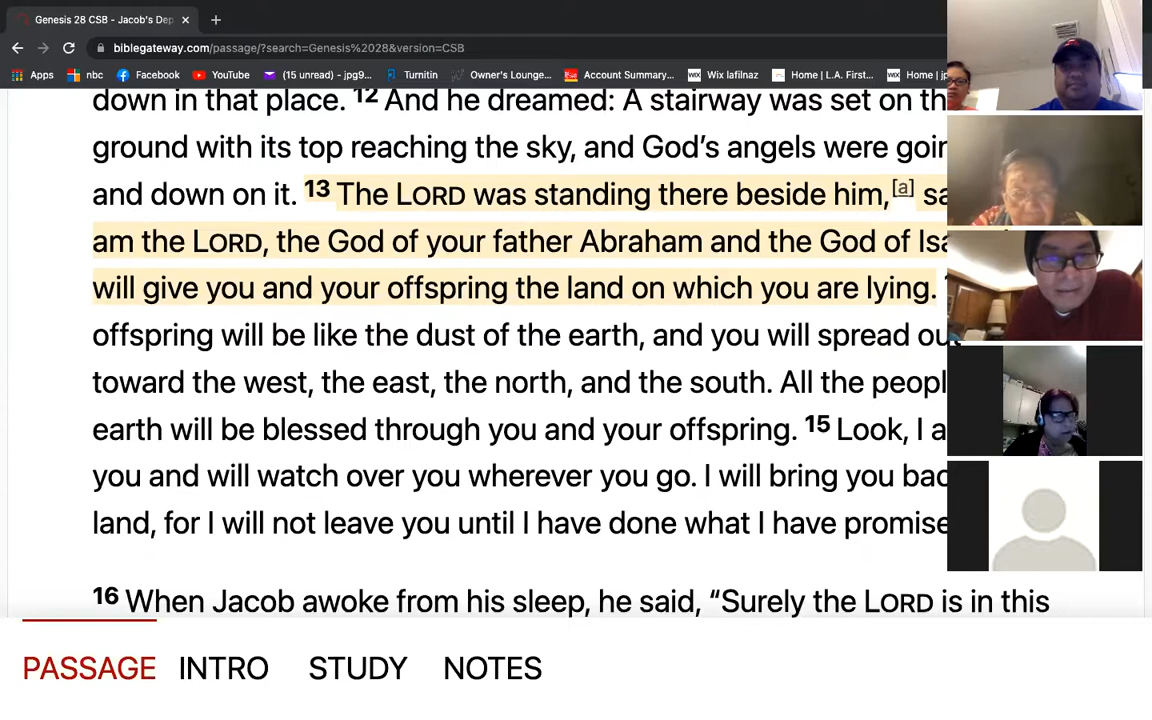 Genesis 28 CSB - Jacob's Dep
biblegateway.com/passage/?search=Genesis%2028&version=CSB
Apps nbc Facebook YouTube (15 unread) - jpg9... Turnitin Owner's Lounge... Account Summary... WIX Wix lafilnaz Home | L.A. First... WIX Home | jp
down in that place. 12 And he dreamed: A stairway was set on th
ground with its top reaching the sky, and God's angels were goin
and down on it. 13 The LORD was standing there beside him,[a] sa
am the LORD, the God of your father Abraham and the God of Isa
will give you and your offspring the land on which you are lying.
offspring will be like the dust of the earth, and you will spread out
toward the west, the east, the north, and the south. All the peopl
earth will be blessed through you and your offspring. 15 Look, I a
you and will watch over you wherever you go. I will bring you bac
land, for I will not leave you until I have done what I have promise
16 When Jacob awoke from his sleep, he said, “Surely the LORD is in this
PASSAGE INTRO STUDY NOTES